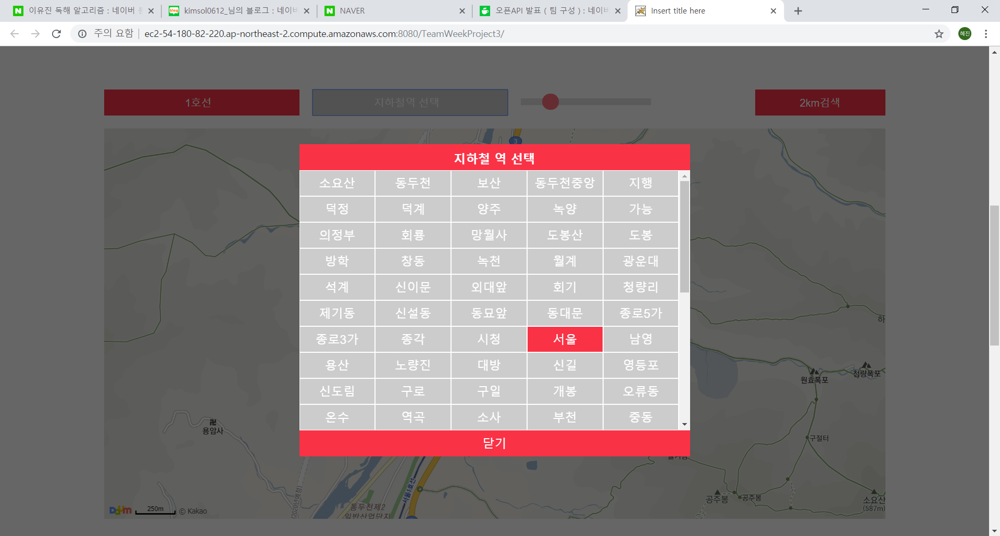 이유진 독해 알고리즘 : 네이버
kimsol0612_님의 블로그 : 네이버
NAVER
오픈API 발표 ( 팀 구성 ) : 네이버
Insert title here
주의 요함
ec2-54-180-82-220.ap-northeast-2.compute.amazonaws.com:8080/TeamWeekProject3/
혜진
1호선
지하철역 선택
2km검색
3
지하철 역 선택
소요산 동두천 보산 동두천중앙 지행
덕정 덕계 양주 녹양 가능
의정부 회룡 망월사 도봉산 도봉
방학 창동 녹천 월계 광운대
석계 신이문 외대앞 회기 청량리
제기동 신설동 동묘앞 동대문 종로5가
종로3가 종각 시청 서울 남영
용산 노량진 대방 신길 영등포
신도림 구로 구일 개봉 오류동
온수 역곡 소사 부천 중동
닫기
하
원효폭포
청량폭포
용암사
구절터
서울1호선
(2020년예정)
동두천제2
일반산업단지
공주봉
공주봉
소요산
(587m)
Daum
250m
© Kakao